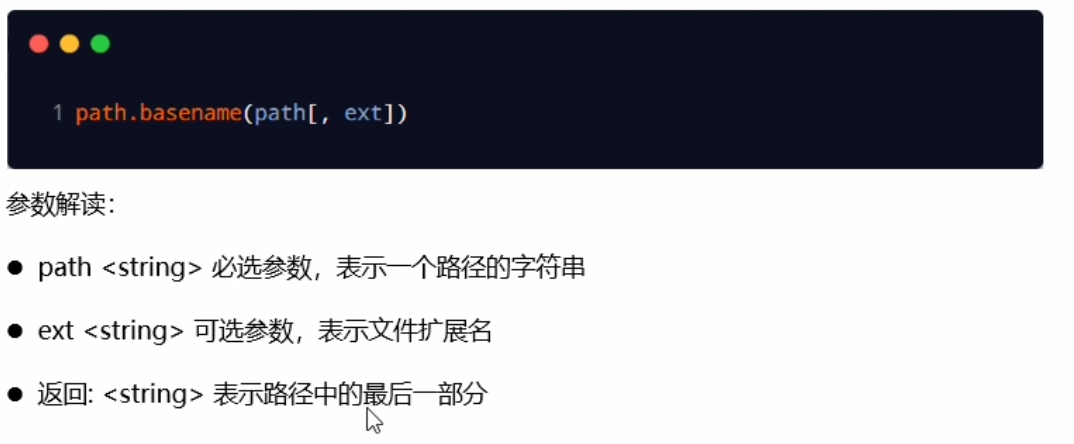 1 path.basename(path[, ext])
参数解读：
● path <string> 必选参数，表示一个路径的字符串
● ext <string> 可选参数，表示文件扩展名
● 返回: <string> 表示路径中的最后一部分